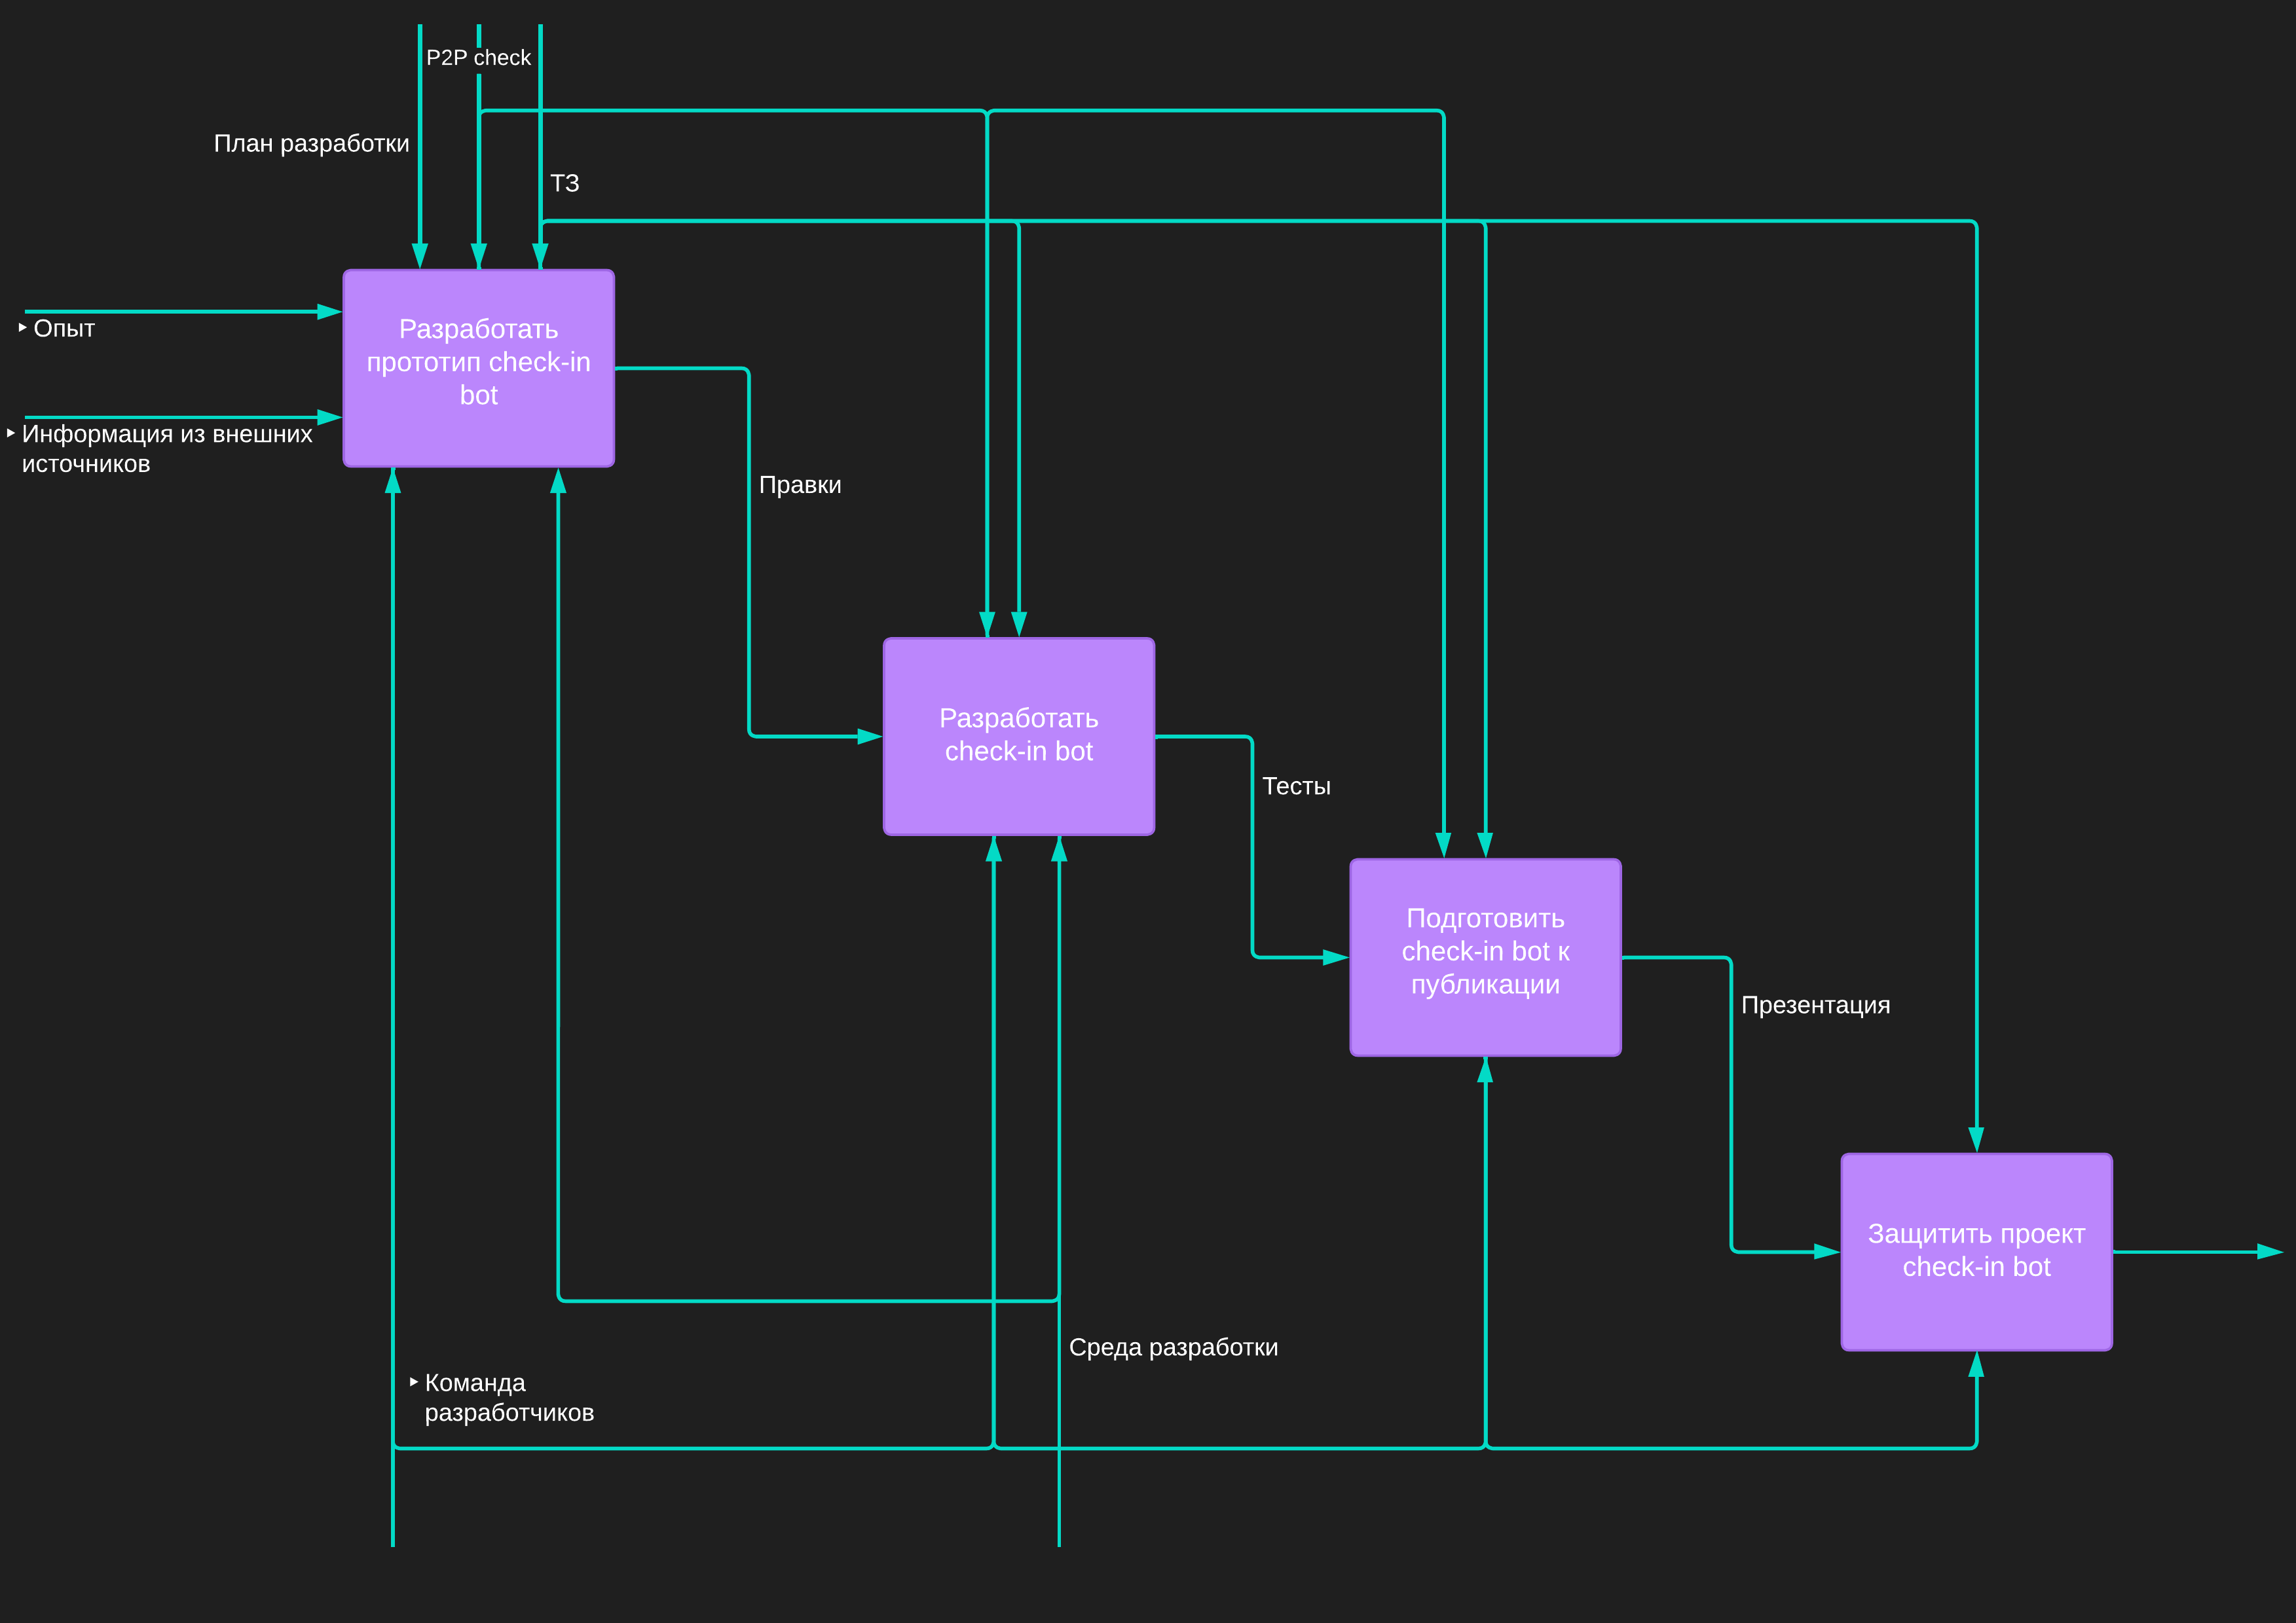 P2P check
План разработки
ТЗ
Опыт
Информация из внешних
источников
Разработать
прототип check-in
bot
Правки
Разработать
check-in bot
Тесты
Подготовить
check-in bot к
публикации
Презентация
Защитить проект
check-in bot
Среда разработки
Команда
разработчиков